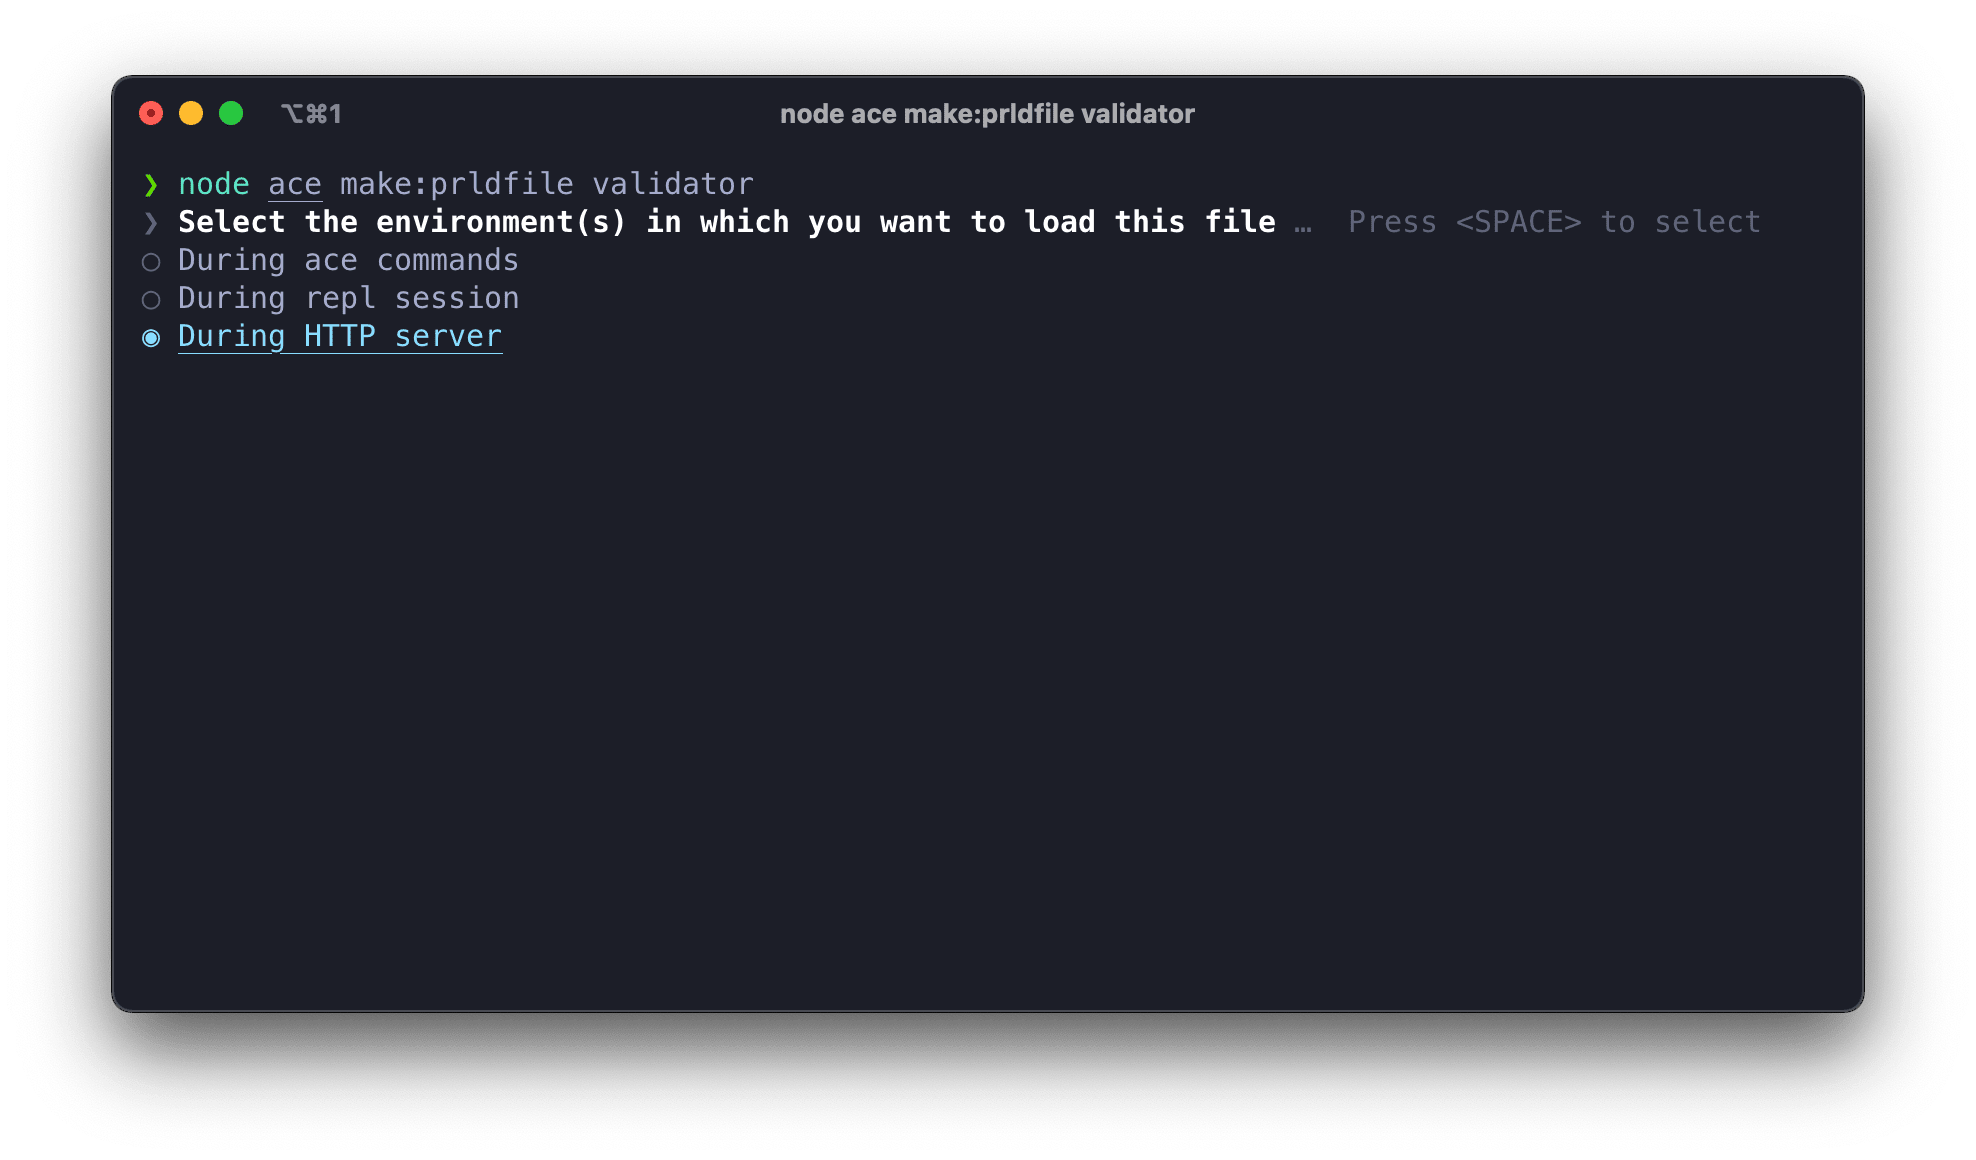 ⌥⌘1
node ace make:prldfile validator
❯ node ace make:prldfile validator
❯ Select the environment(s) in which you want to load this file … Press <SPACE> to select
○ During ace commands
○ During repl session
◉ During HTTP server